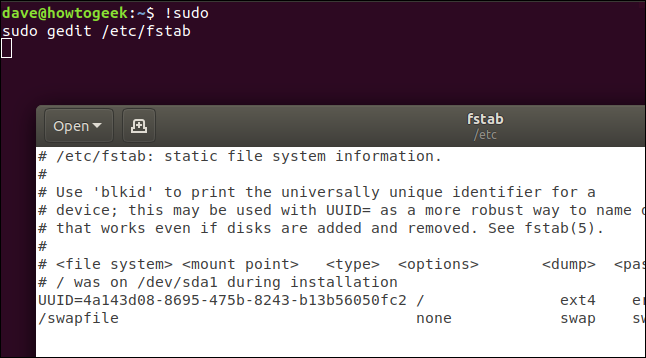 dave@howtogeek:~$ !sudo
sudo gedit /etc/fstab
Open
fstab
/etc
# /etc/fstab: static file system information.
#
# Use 'blkid' to print the universally unique identifier for a
# device; this may be used with UUID= as a more robust way to name
# that works even if disks are added and removed. See fstab(5).
#
# <file system> <mount point>   <type>  <options>       <dump>
# / was on /dev/sda1 during installation
UUID=4a143d08-8695-475b-8243-b13b56050fc2 /               ext4
/swapfile                                 none            swap